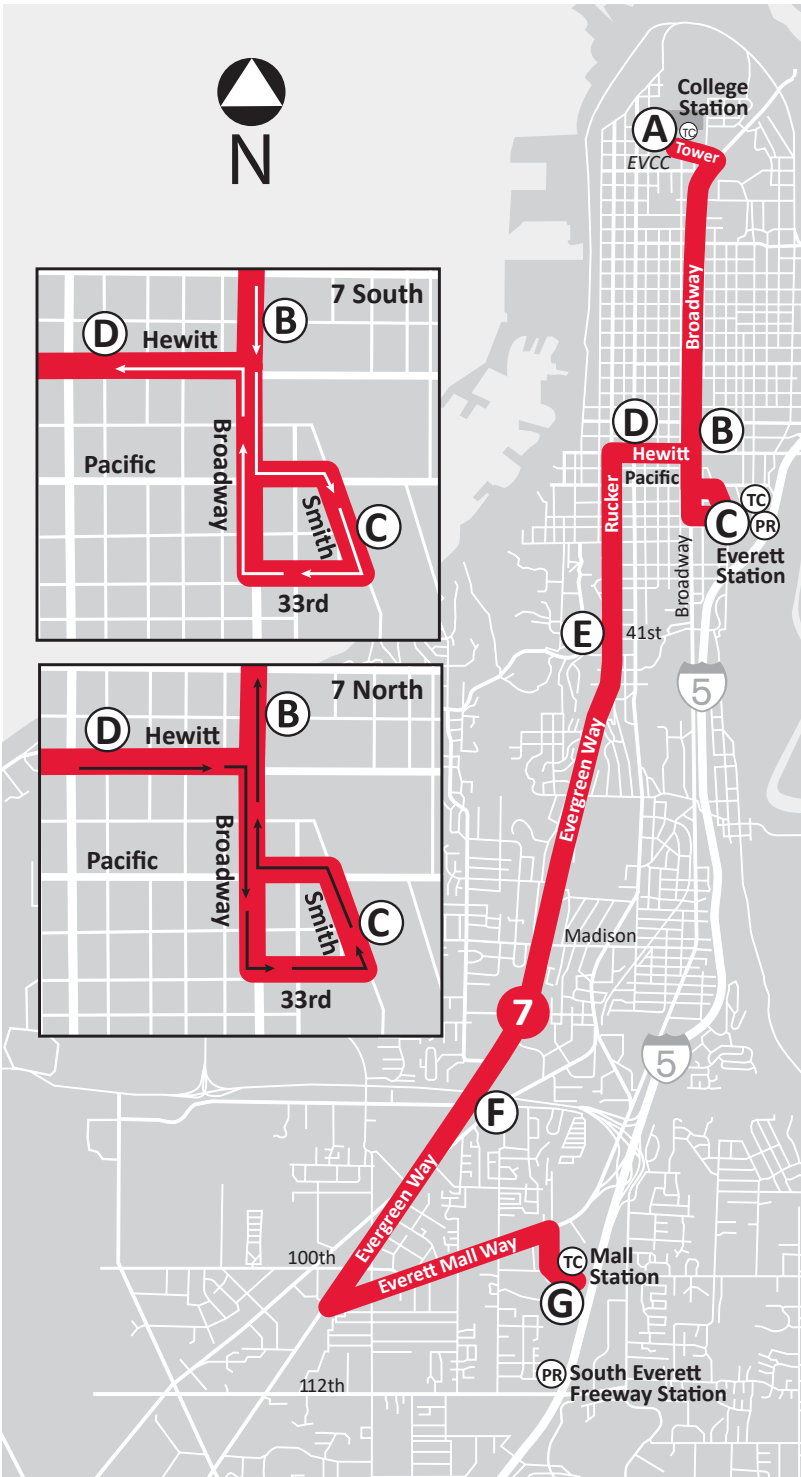 N
College
Station
A
TC
Tower
EVCC
Broadway
D
B
Hewitt
Pacific
Rucker
TC
C
PR
Everett
Station
Broadway
E
41st
5
Evergreen Way
Madison
7
5
F
Evergreen Way
100th
Everett Mall Way
TC
Mall
Station
G
PR
South Everett
Freeway Station
112th
7 South
D
Hewitt
B
Pacific
Broadway
Smith
C
33rd
7 North
D
Hewitt
B
Pacific
Broadway
Smith
C
33rd